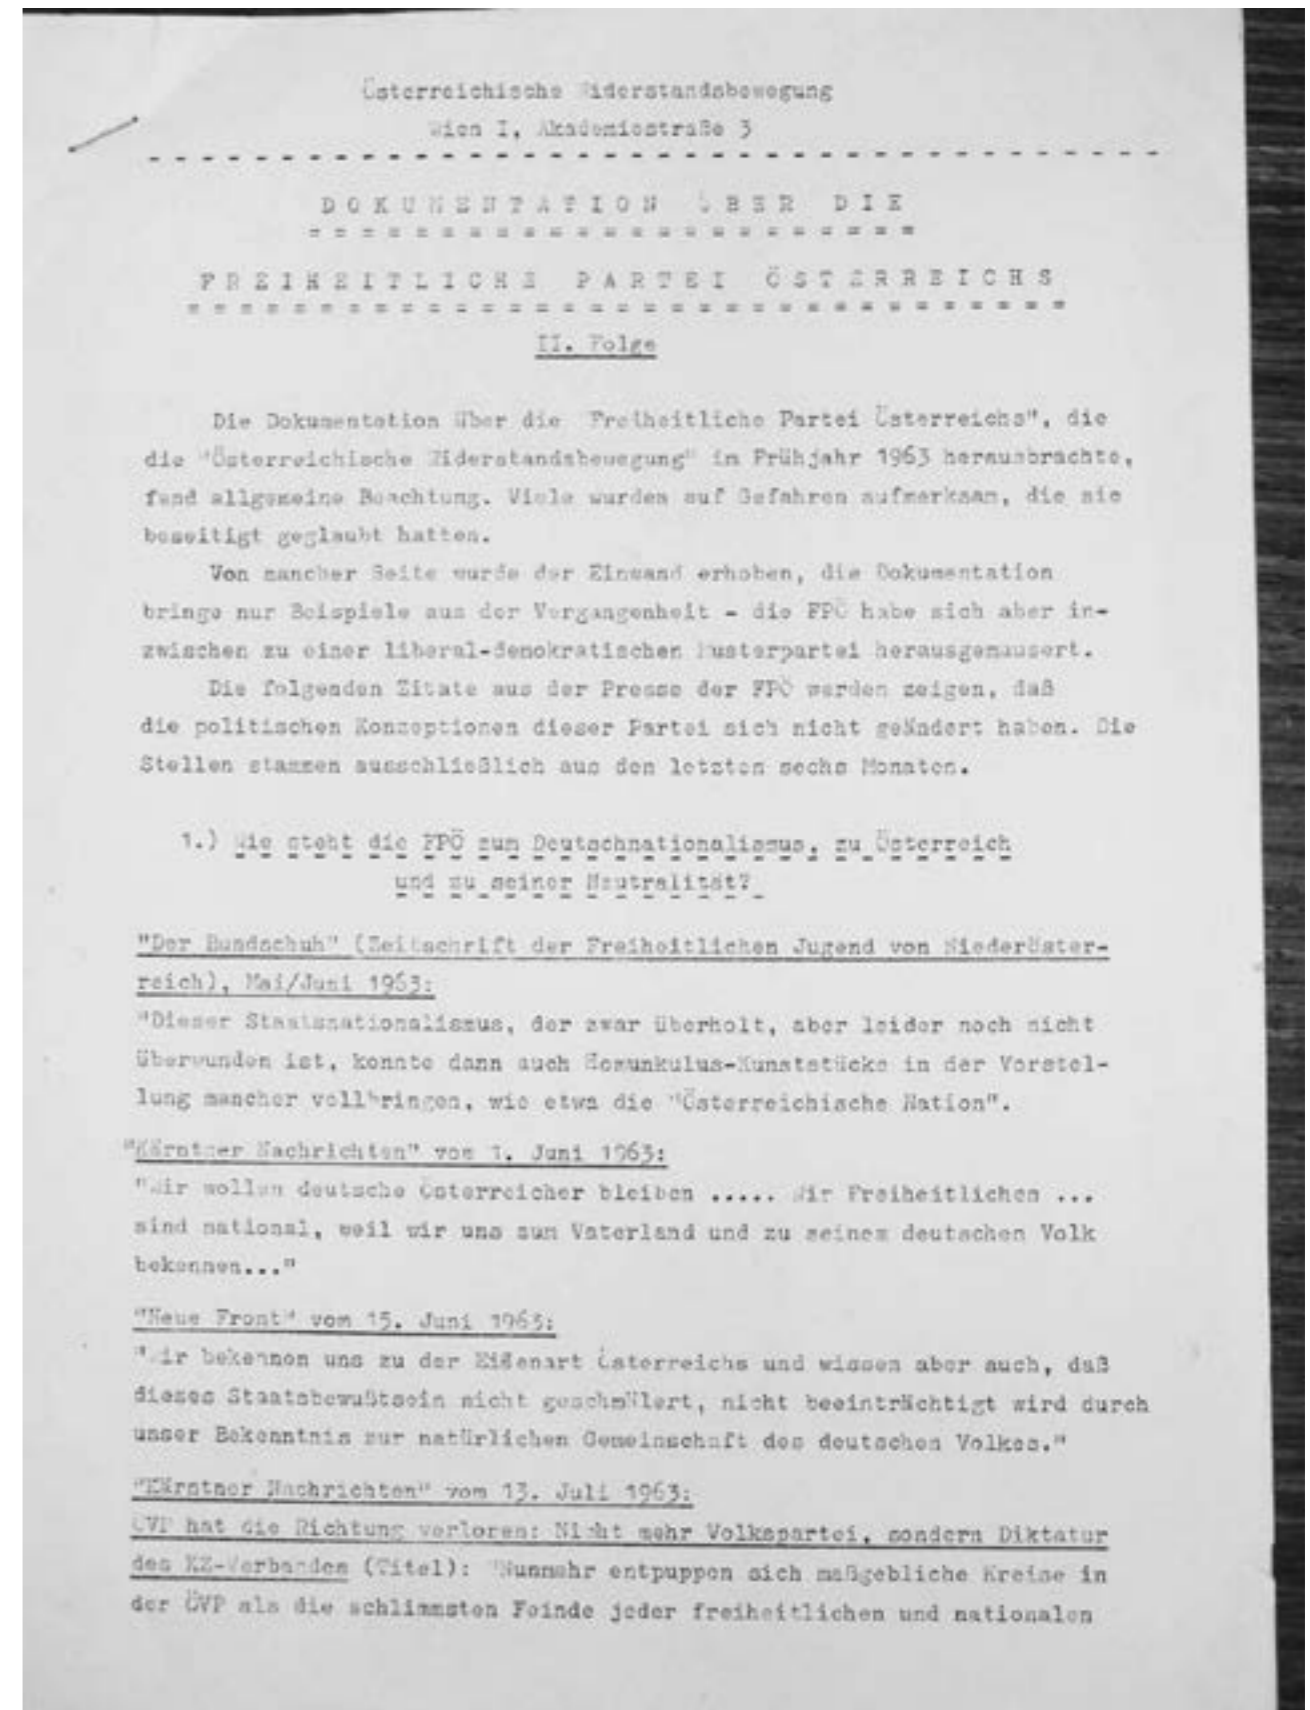 Österreichische Widerstandsbewegung
Wien I, Akademiestraße 3
DOKUMENTATION ÜBER DIE
FREIHEITLICHE PARTEI ÖSTERREICHS
II. Folge
Die Dokumentation über die "Freiheitliche Partei Österreichs", die
die "Österreichische Widerstandsbewegung" im Frühjahr 1963 herausbrachte,
fand allgemeine Beachtung. Viele wurden auf Gefahren aufmerksam, die sie
beseitigt geglaubt hatten.
Von mancher Seite wurde der Einwand erhoben, die Dokumentation
bringe nur Beispiele aus der Vergangenheit - die FPÖ habe sich aber in-
zwischen zu einer liberal-demokratischen Musterpartei herausgemausert.
Die folgenden Zitate aus der Presse der FPÖ werden zeigen, daß
die politischen Konzeptionen dieser Partei sich nicht geändert haben. Die
Stellen stammen ausschließlich aus den letzten sechs Monaten.
1.) Wie steht die FPÖ zum Deutschnationalismus, zu Österreich
und zu seiner Neutralität?
"Der Bundschuh" (Zeitschrift der Freiheitlichen Jugend von Niederöster-
reich), Mai/Juni 1963:
"Dieser Staatsnationalismus, der zwar überholt, aber leider noch nicht
überwunden ist, konnte dann auch Homunkulus-Kunststücke in der Vorstel-
lung mancher vollbringen, wie etwa die "Österreichische Nation".
"Kärntner Nachrichten" vom 1. Juni 1963:
"Wir wollen deutsche Österreicher bleiben ..... Wir Freiheitlichen ...
sind national, weil wir uns zum Vaterland und zu seinem deutschen Volk
bekennen..."
"Neue Front" vom 15. Juni 1963:
"Wir bekennen uns zu der Eigenart Österreichs und wissen aber auch, daß
dieses Staatsbewußtsein nicht geschmälert, nicht beeinträchtigt wird durch
unser Bekenntnis zur natürlichen Gemeinschaft des deutschen Volkes."
"Kärntner Nachrichten" vom 13. Juli 1963:
ÖVP hat die Richtung verloren: Nicht mehr Volkspartei, sondern Diktatur
des KZ-Verbandes (Titel): "Nunmehr entpuppen sich maßgebliche Kreise in
der ÖVP als die schlimmsten Feinde jeder freiheitlichen und nationalen